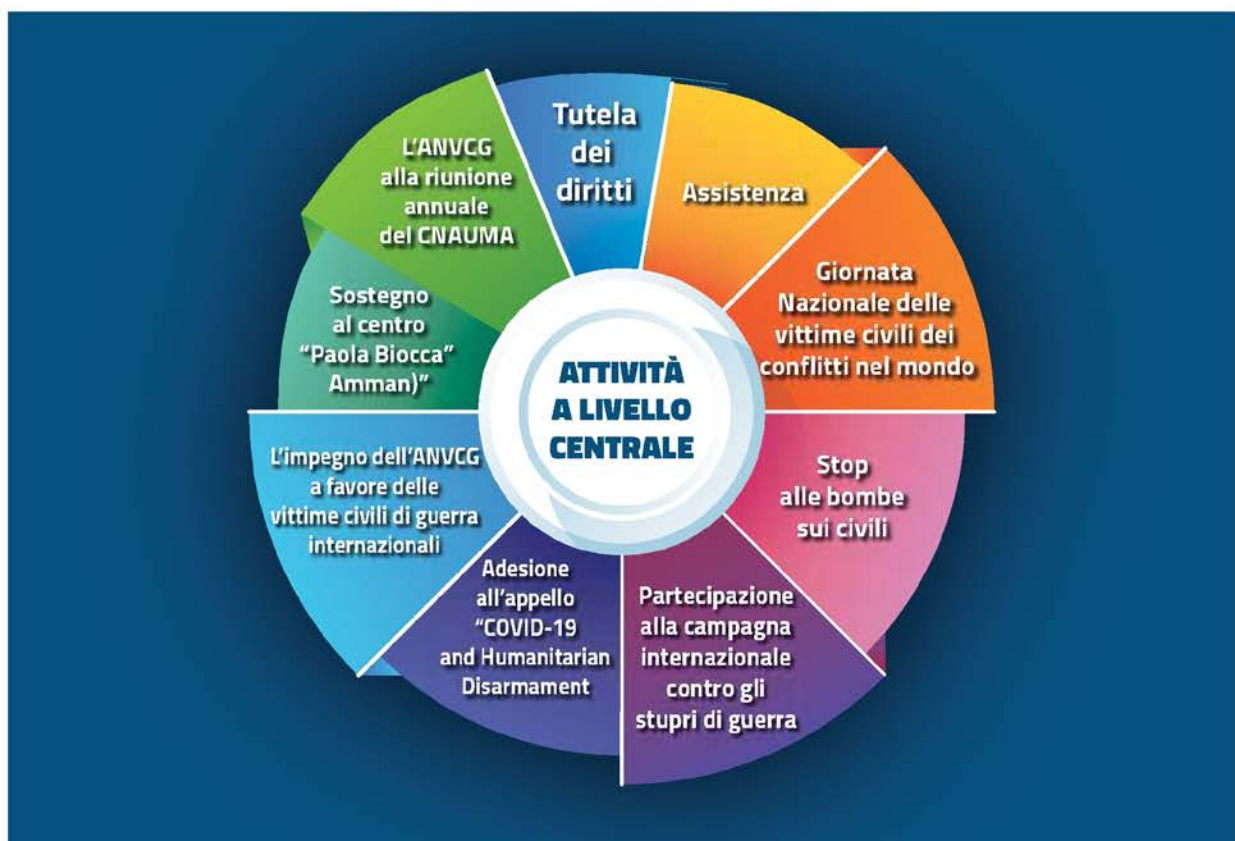 ATTIVITÀ
A LIVELLO
CENTRALE
Tutela
dei
diritti
Assistenza
Giornata
Nazionale delle
vittime civili dei
conflitti nel mondo
Stop
alle bombe
sui civili
Partecipazione
alla campagna
internazionale
contro gli
stupri di guerra
Adesione
all'appello
"COVID-19
and Humanitarian
Disarmament
L'impegno dell'ANVCG
a favore delle
vittime civili di guerra
internazionali
Sostegno
al centro
"Paola Biocca"
Amman)"
L'ANVCG
alla riunione
annuale
del CNAUMA